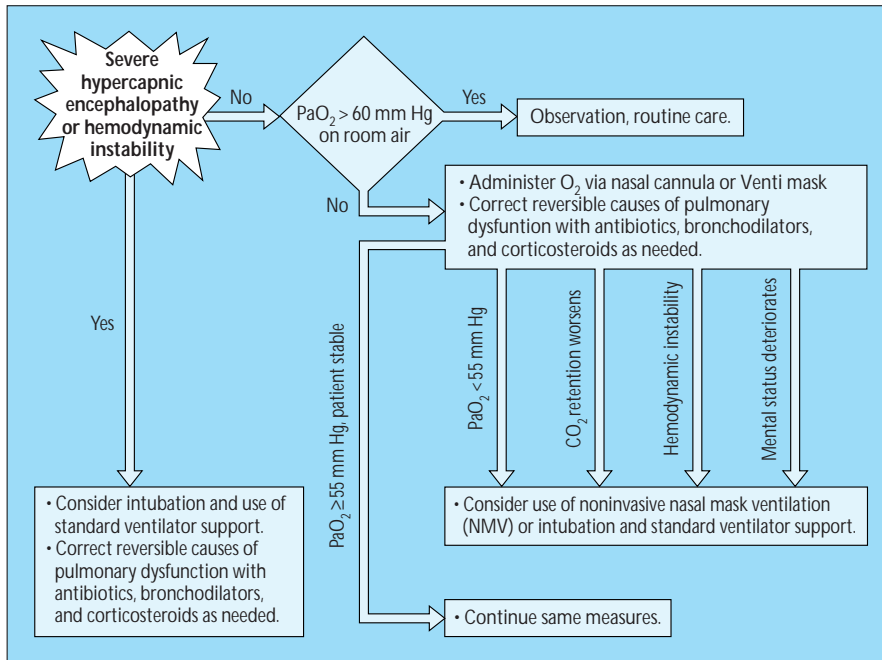 Severe
hypercapnic
encephalopathy
or hemodynamic
instability
No
PaO₂ > 60 mm Hg
on room air
Yes
Observation, routine care.
No
• Administer O₂ via nasal cannula or Venti mask
• Correct reversible causes of pulmonary
dysfuntion with antibiotics, bronchodilators,
and corticosteroids as needed.
Yes
PaO₂ ≥ 55 mm Hg, patient stable
PaO₂ < 55 mm Hg
CO₂ retention worsens
Hemodynamic instability
Mental status deteriorates
• Consider intubation and use of
standard ventilator support.
• Correct reversible causes of
pulmonary dysfunction with
antibiotics, bronchodilators,
and corticosteroids as needed.
• Consider use of noninvasive nasal mask ventilation
(NMV) or intubation and standard ventilator support.
• Continue same measures.